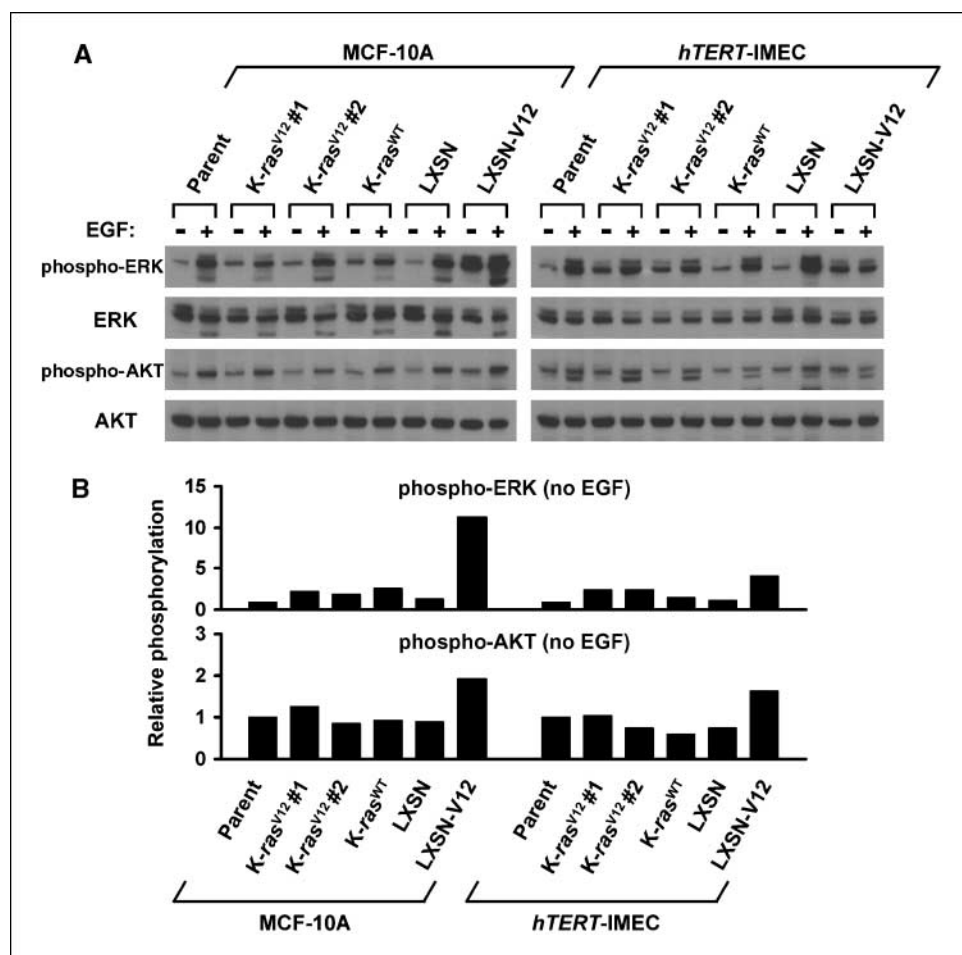 A
MCF-10A
hTERT-IMEC
Parent
K-rasV12 #1
K-rasV12 #2
K-rasWT
LXSN
LXSN-V12
Parent
K-rasV12 #1
K-rasV12 #2
K-rasWT
LXSN
LXSN-V12
EGF: - + - + - + - + - + - + - + - + - + - + - + - +
phospho-ERK
ERK
phospho-AKT
AKT
B
phospho-ERK (no EGF)
15
10
5
0
Relative phosphorylation
phospho-AKT (no EGF)
3
2
1
0
Parent
K-rasV12 #1
K-rasV12 #2
K-rasWT
LXSN
LXSN-V12
Parent
K-rasV12 #1
K-rasV12 #2
K-rasWT
LXSN
LXSN-V12
MCF-10A
hTERT-IMEC